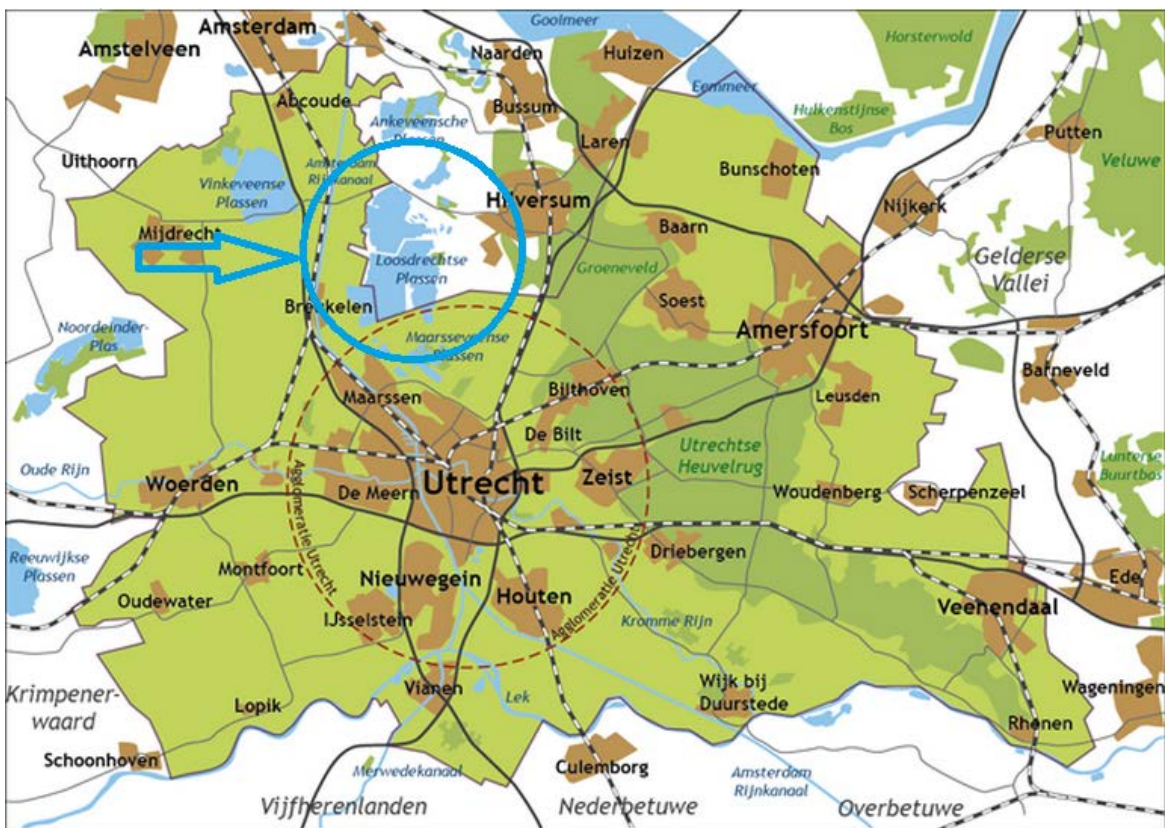 Gooimeer
Amsterdam
Amstelveen
Naarden
Huizen
Horsterwold
Eemmeer
Abcoude
Bussum
Hulkenstijnse
Bos
Ankeveensche
Plassen
Laren
Putten
Uithoorn
Amsterdam
Rijnkanaal
Bunschoten
Veluwe
Vinkeveense
Plassen
Hilversum
Nijkerk
Mijdrecht
Baarn
Loosdrechtse
Plassen
Groeneveld
Gelderse
Vallei
Breukelen
Soest
Noordeinder-
Plas
Maarsseveense
Plassen
Amersfoort
Barneveld
Maarssen
Bilthoven
Leusden
De Bilt
Utrechtse
Heuvelrug
Lunterse
Buurtbos
Oude Rijn
Woerden
De Meern
Utrecht
Zeist
Woudenberg
Scherpenzeel
Agglomeratie Utrecht
Reeuwijkse
Plassen
Montfoort
Driebergen
Nieuwegein
Ede
Oudewater
Houten
Veenendaal
IJsselstein
Agglomeratie Utrecht
Kromme Rijn
Krimpener-
waard
Vianen
Lek
Wijk bij
Duurstede
Wageningen
Lopik
Rhenen
Schoonhoven
Merwedekanaal
Culemborg
Amsterdam
Rijnkanaal
Vijfherenlanden
Nederbetuwe
Overbetuwe